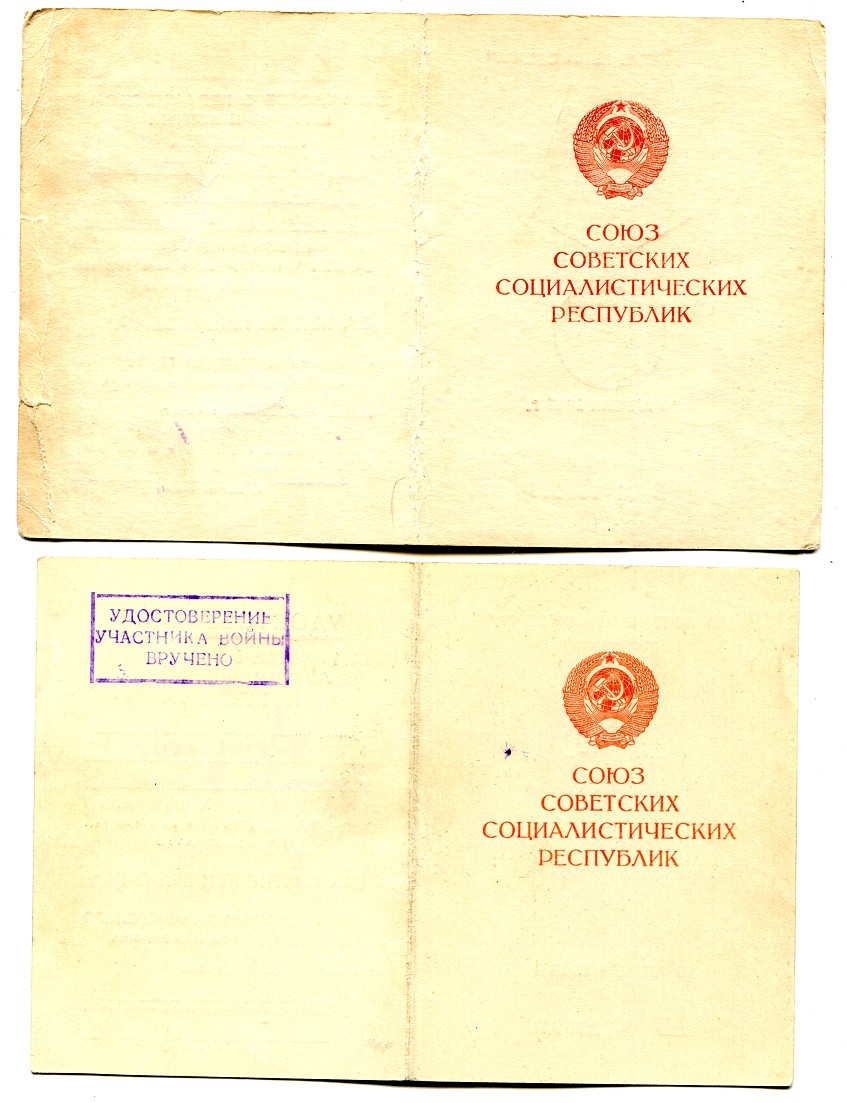 СОЮЗ
СОВЕТСКИХ
СОЦИАЛИСТИЧЕСКИХ
РЕСПУБЛИК
УДОСТОВЕРЕНИЕ
УЧАСТНИКА ВОЙНЫ
ВРУЧЕНО
СОЮЗ
СОВЕТСКИХ
СОЦИАЛИСТИЧЕСКИХ
РЕСПУБЛИК